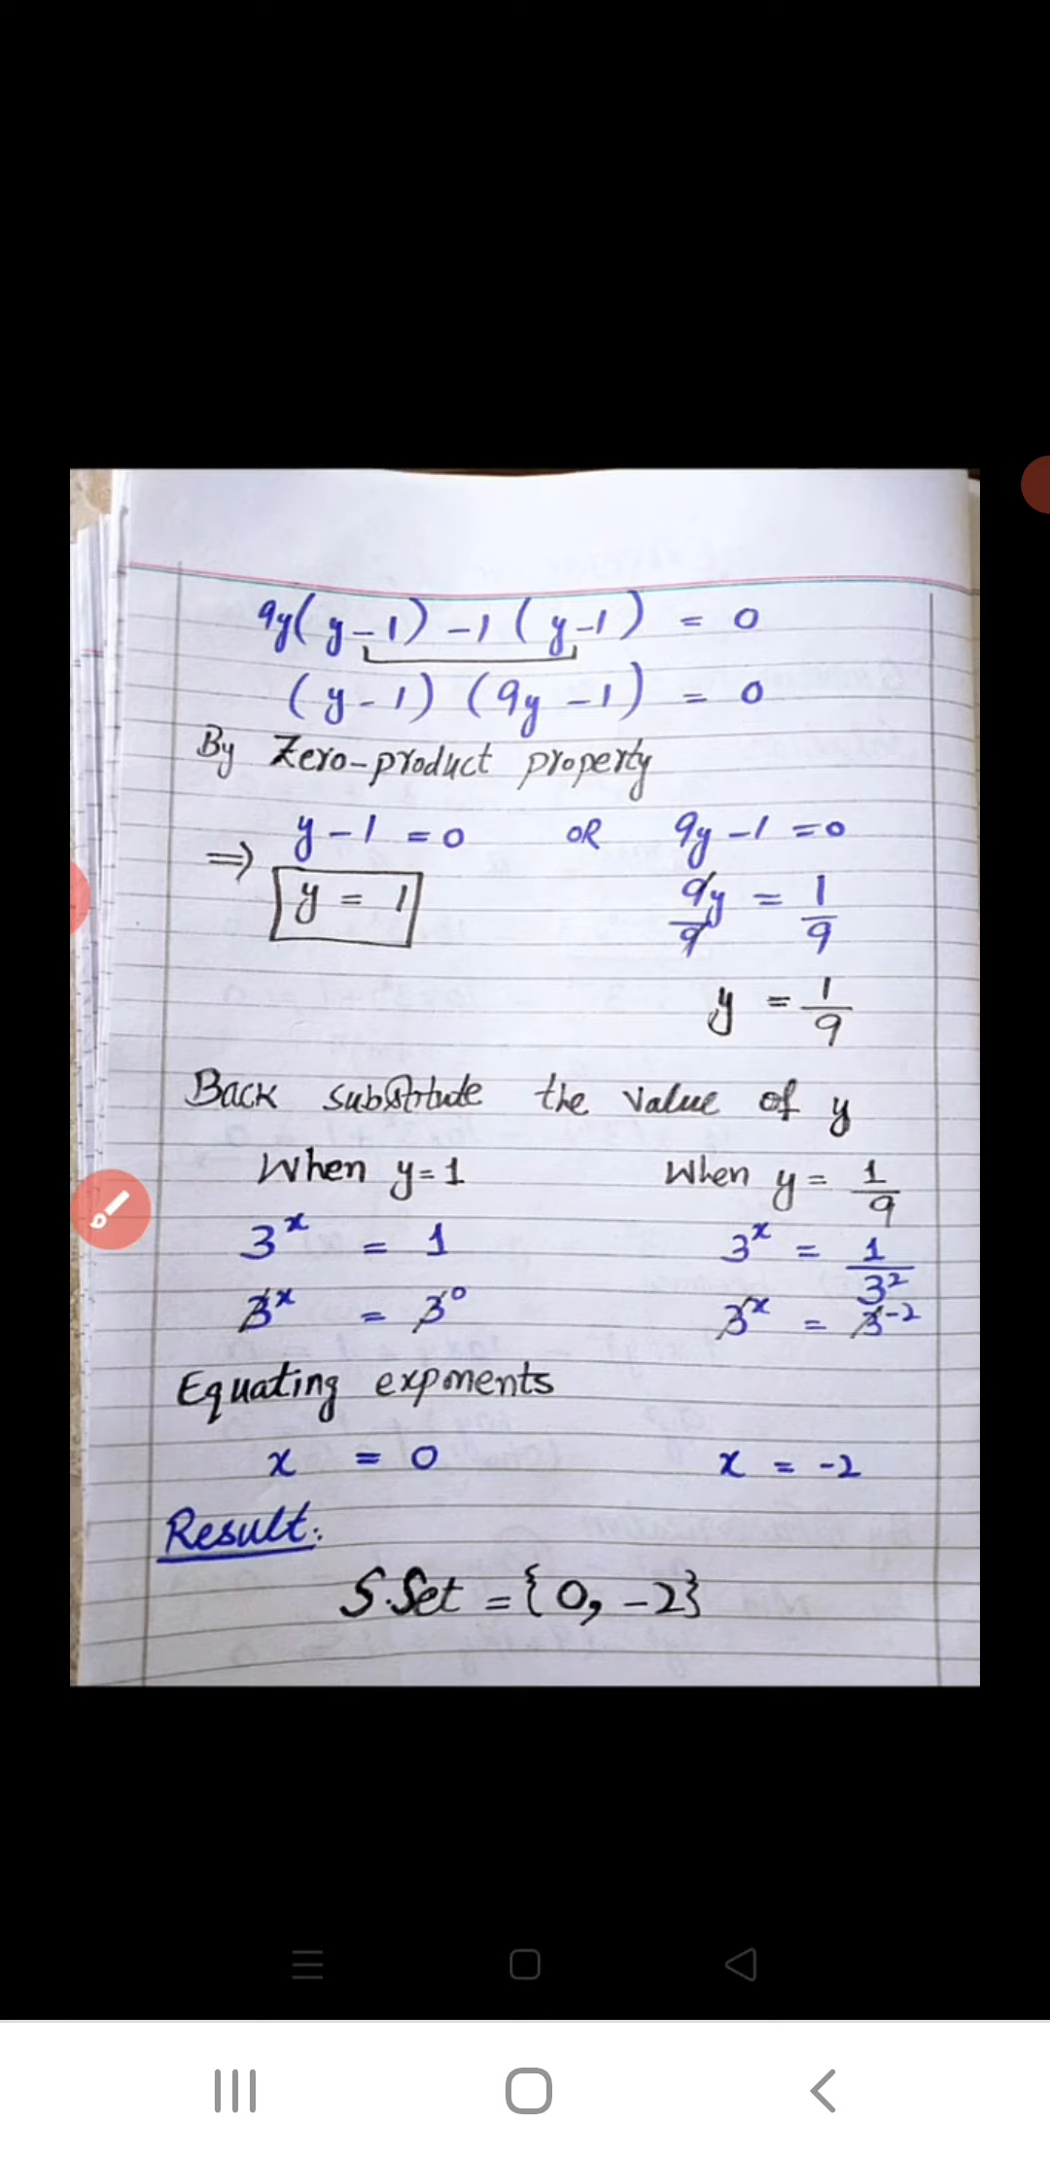 9y(y-1) -1 (y-1) = 0
(y-1) (9y-1) = 0
By Zero-product property
⇒ y-1 = 0 OR 9y-1 = 0
y = 1 9y/9 = 1/9
y = 1/9
Back substitute the value of y
When y=1 When y = 1/9
3^x = 1 3^x = 1/3^2
3^x = 3^0 3^x = 3^-2
Equating expments
x = 0 x = -2
Result:
S.Set = {0, -2}